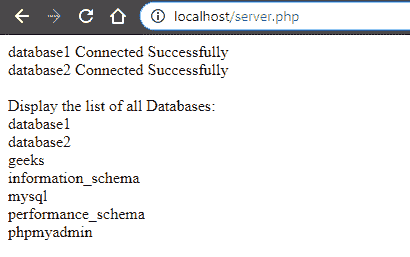 localhost/server.php
database1 Connected Successfully
database2 Connected Successfully
Display the list of all Databases:
database1
database2
geeks
information_schema
mysql
performance_schema
phpmyadmin